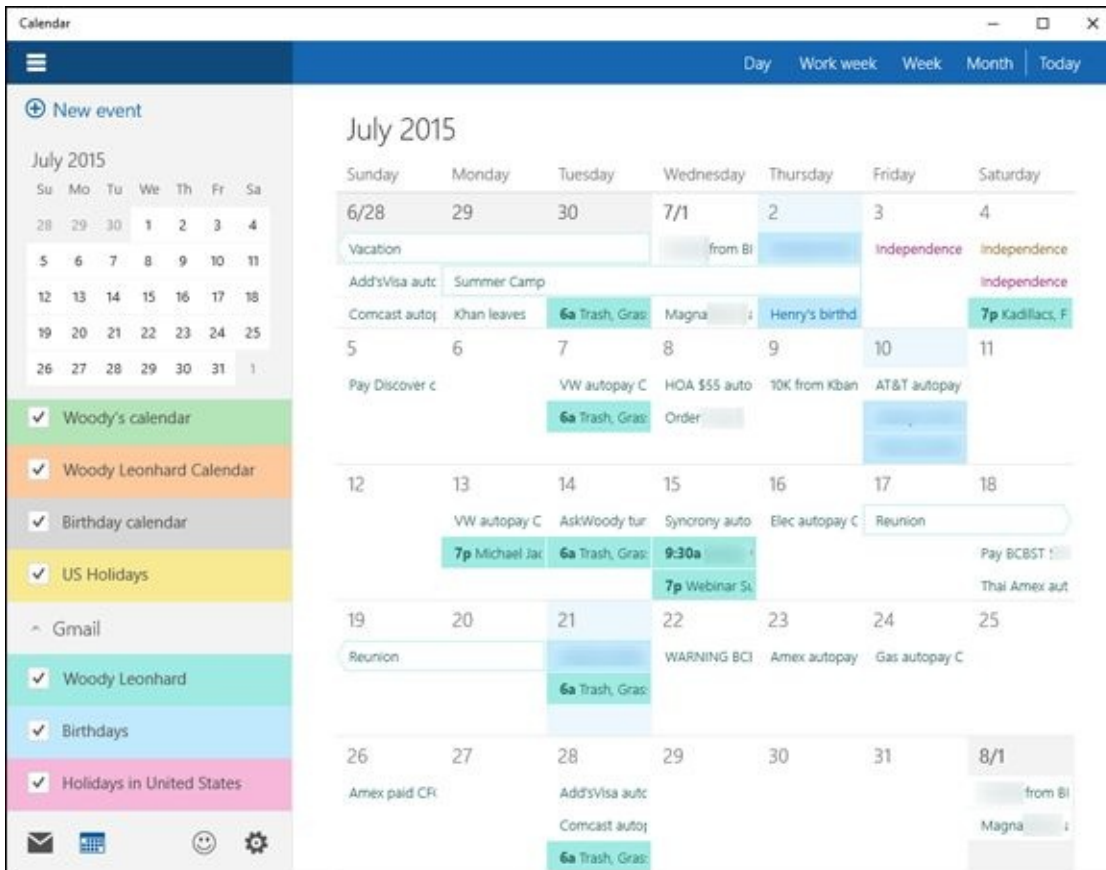 Calendar
Day Work week Week Month Today
New event
July 2015
Su Mo Tu We Th Fr Sa
28 29 30 1 2 3 4
5 6 7 8 9 10 11
12 13 14 15 16 17 18
19 20 21 22 23 24 25
26 27 28 29 30 31 1
Woody's calendar
Woody Leonhard Calendar
Birthday calendar
US Holidays
Gmail
Woody Leonhard
Birthdays
Holidays in United States
July 2015
Sunday Monday Tuesday Wednesday Thursday Friday Saturday
6/28 29 30 7/1 2 3 4
Vacation from BI Independence Independence
Add'sVisa autc Summer Camp Independence
Comcast autop Khan leaves 6a Trash, Gras Magna Henry's birthd 7p Kadillacs, F
5 6 7 8 9 10 11
Pay Discover c VW autopay C HOA $55 auto 10K from Kban AT&T autopay
6a Trash, Gras Order
12 13 14 15 16 17 18
VW autopay C AskWoody tur Syncrony auto Elec autopay C Reunion
7p Michael Jac 6a Trash, Gras 9:30a Pay BCBST
7p Webinar Su Thai Amex aut
19 20 21 22 23 24 25
Reunion WARNING BCI Amex autopay Gas autopay C
6a Trash, Gras
26 27 28 29 30 31 8/1
Amex paid CF( Add'sVisa autc from BI
Comcast autop Magna
6a Trash, Gras